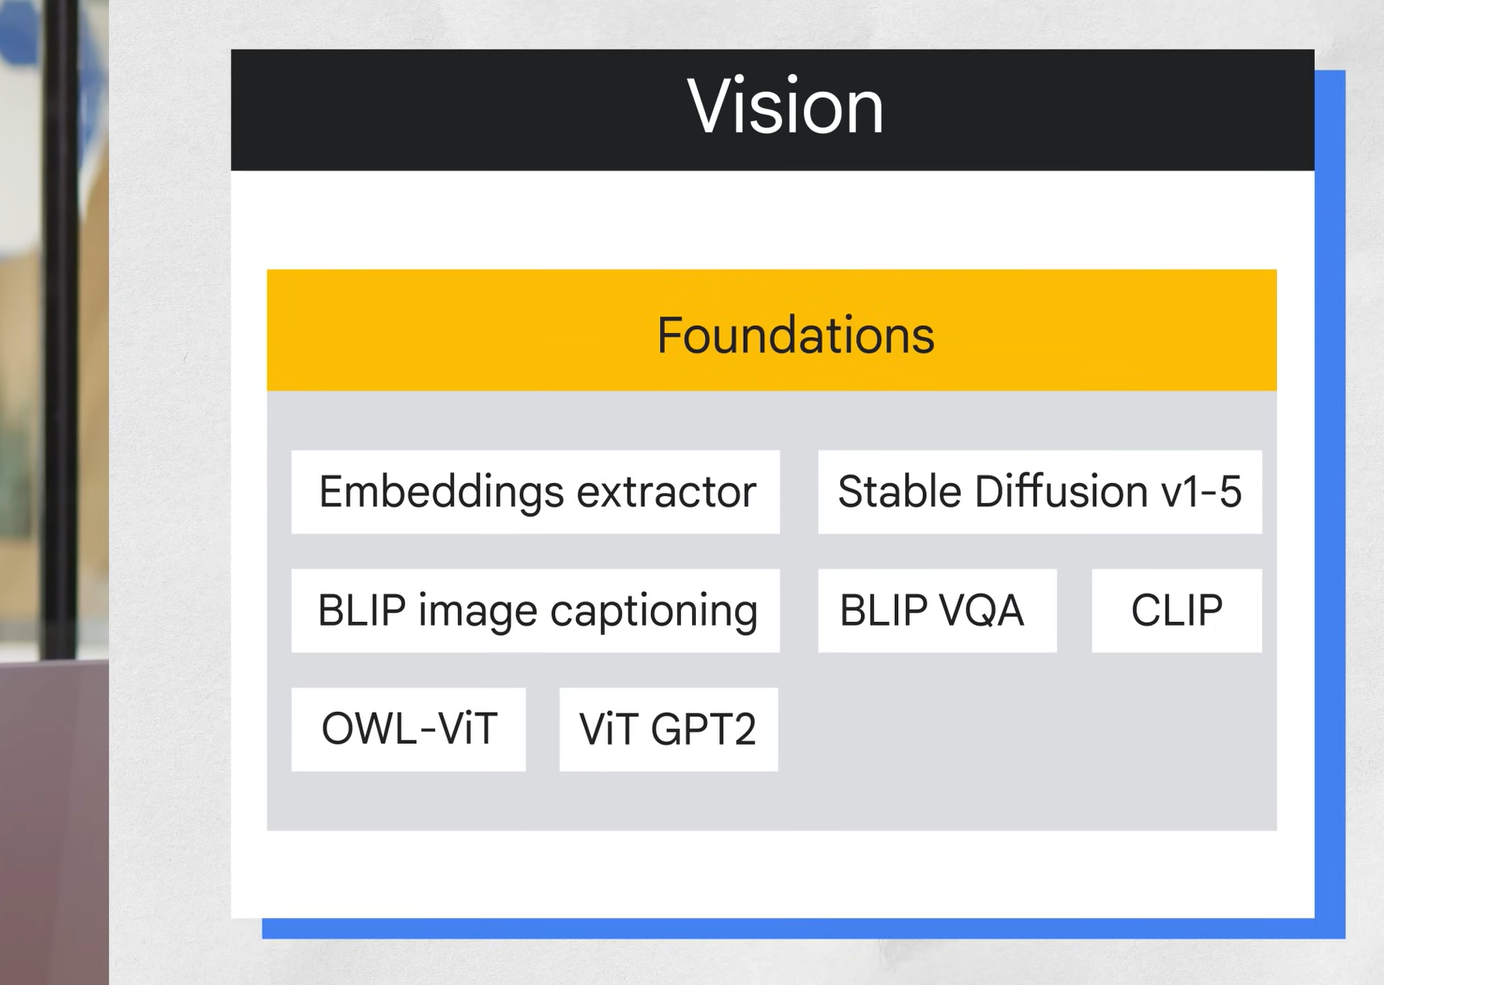 Vision
Foundations
Embeddings extractor
Stable Diffusion v1-5
BLIP image captioning
BLIP VQA
CLIP
OWL-ViT
ViT GPT2